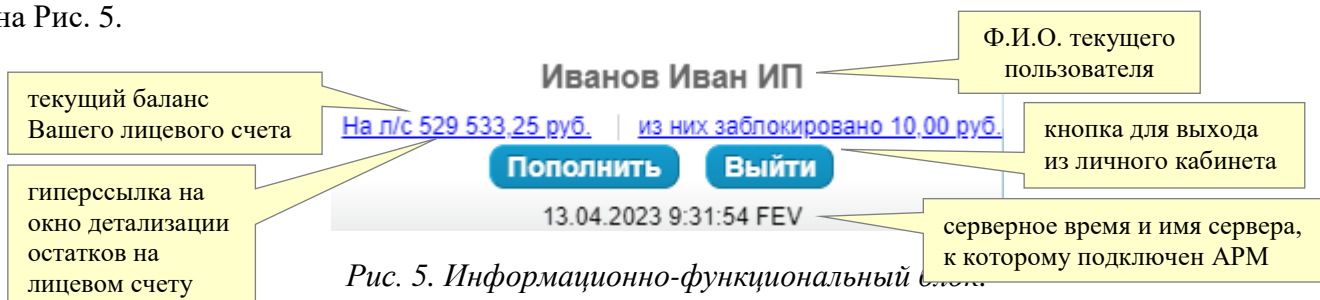 на Рис. 5.
Ф.И.О. текущего
пользователя
Иванов Иван ИП
текущий баланс
Вашего лицевого счета
На л/с 529 533,25 руб. из них заблокировано 10,00 руб.
кнопка для выхода
из личного кабинета
Пополнить Выйти
гиперссылка на
окно детализации
остатков на
лицевом счету
13.04.2023 9:31:54 FEV
серверное время и имя сервера,
к которому подключен АРМ
Рис. 5. Информационно-функциональный блок.